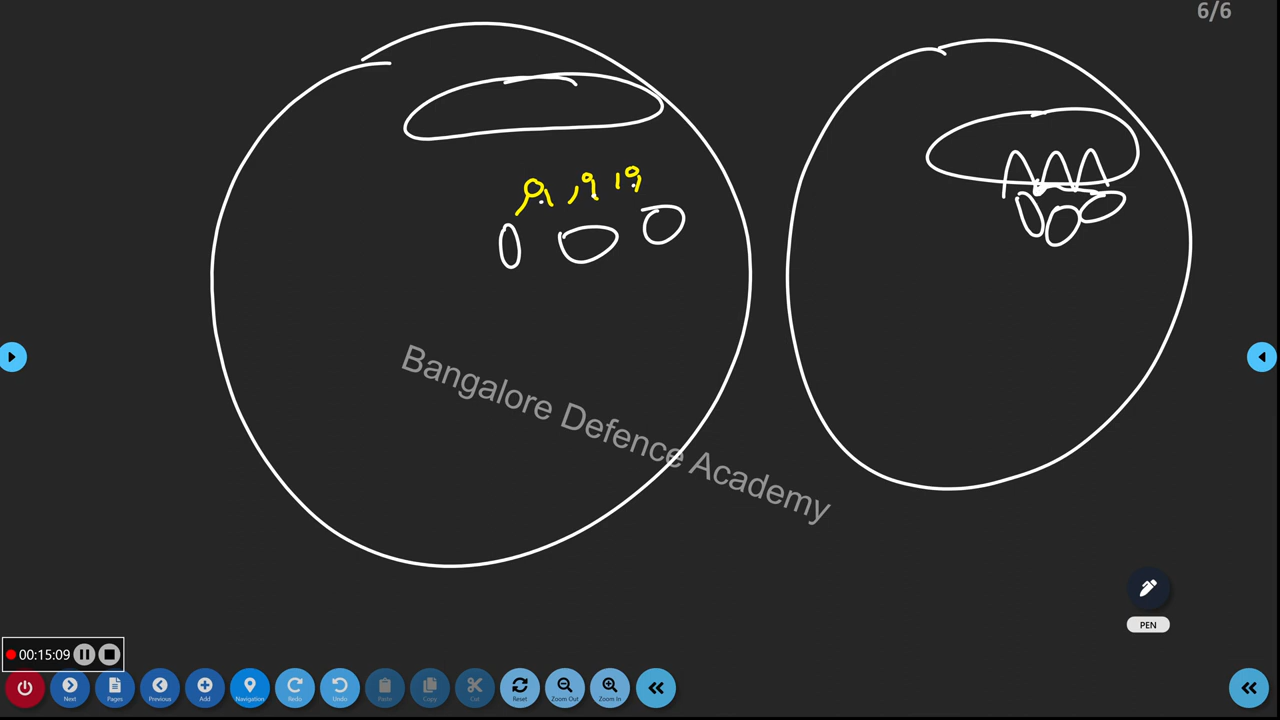 6/6
Bangalore Defence Academy
PEN
00:15:09
Next
Pages
Previous
Add
Navigation
Redo
Undo
Paste
Copy
Cut
Reset
Zoom Out
Zoom In